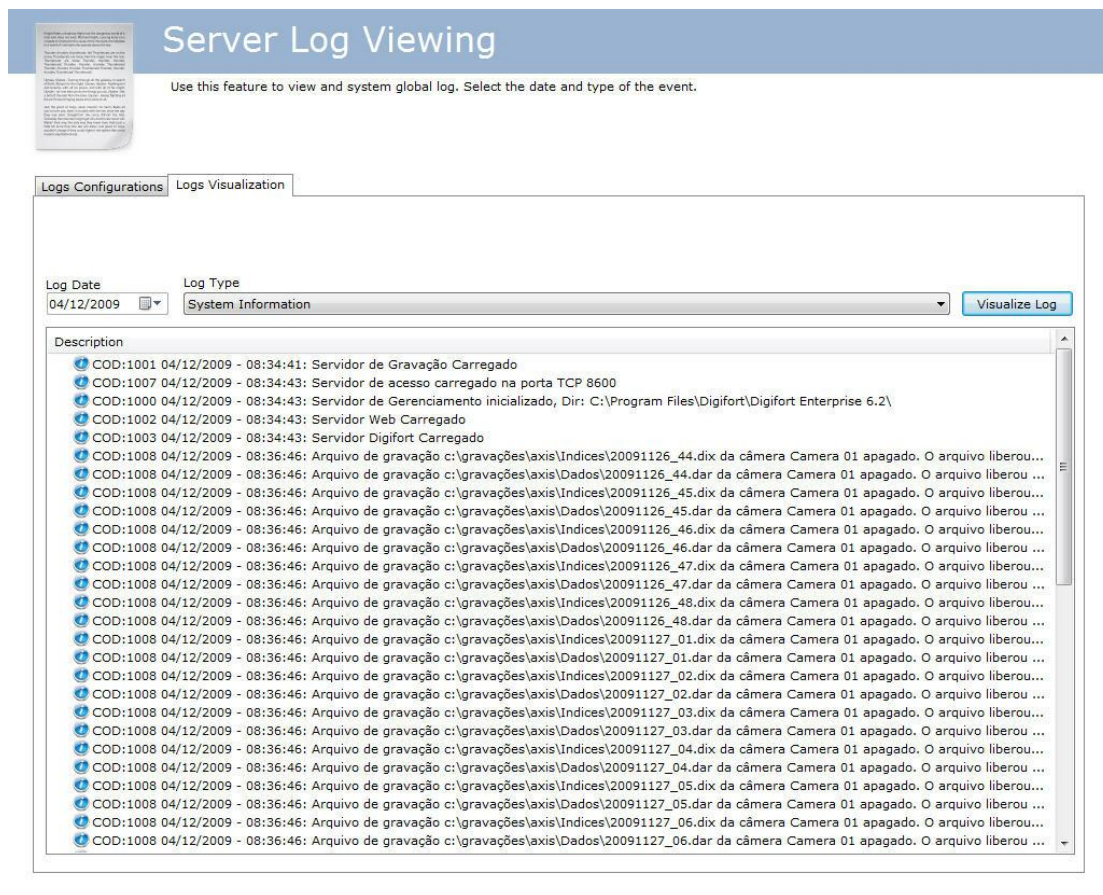 Server Log Viewing
Use this feature to view and system global log. Select the date and type of the event.
Logs Configurations Logs Visualization
Log Date Log Type
04/12/2009 System Information Visualize Log
Description
COD:1001 04/12/2009 - 08:34:41: Servidor de Gravação Carregado
COD:1007 04/12/2009 - 08:34:43: Servidor de acesso carregado na porta TCP 8600
COD:1000 04/12/2009 - 08:34:43: Servidor de Gerenciamento inicializado, Dir: C:\Program Files\Digifort\Digifort Enterprise 6.2\
COD:1002 04/12/2009 - 08:34:43: Servidor Web Carregado
COD:1003 04/12/2009 - 08:34:43: Servidor Digifort Carregado
COD:1008 04/12/2009 - 08:36:46: Arquivo de gravação c:\gravações\axis\Indices\20091126_44.dix da câmera Camera 01 apagado. O arquivo liberou...
COD:1008 04/12/2009 - 08:36:46: Arquivo de gravação c:\gravações\axis\Dados\20091126_44.dar da câmera Camera 01 apagado. O arquivo liberou ...
COD:1008 04/12/2009 - 08:36:46: Arquivo de gravação c:\gravações\axis\Indices\20091126_45.dix da câmera Camera 01 apagado. O arquivo liberou...
COD:1008 04/12/2009 - 08:36:46: Arquivo de gravação c:\gravações\axis\Dados\20091126_45.dar da câmera Camera 01 apagado. O arquivo liberou ...
COD:1008 04/12/2009 - 08:36:46: Arquivo de gravação c:\gravações\axis\Indices\20091126_46.dix da câmera Camera 01 apagado. O arquivo liberou...
COD:1008 04/12/2009 - 08:36:46: Arquivo de gravação c:\gravações\axis\Dados\20091126_46.dar da câmera Camera 01 apagado. O arquivo liberou ...
COD:1008 04/12/2009 - 08:36:46: Arquivo de gravação c:\gravações\axis\Indices\20091126_47.dix da câmera Camera 01 apagado. O arquivo liberou...
COD:1008 04/12/2009 - 08:36:46: Arquivo de gravação c:\gravações\axis\Dados\20091126_47.dar da câmera Camera 01 apagado. O arquivo liberou ...
COD:1008 04/12/2009 - 08:36:46: Arquivo de gravação c:\gravações\axis\Indices\20091126_48.dix da câmera Camera 01 apagado. O arquivo liberou...
COD:1008 04/12/2009 - 08:36:46: Arquivo de gravação c:\gravações\axis\Dados\20091126_48.dar da câmera Camera 01 apagado. O arquivo liberou ...
COD:1008 04/12/2009 - 08:36:46: Arquivo de gravação c:\gravações\axis\Indices\20091127_01.dix da câmera Camera 01 apagado. O arquivo liberou...
COD:1008 04/12/2009 - 08:36:46: Arquivo de gravação c:\gravações\axis\Dados\20091127_01.dar da câmera Camera 01 apagado. O arquivo liberou ...
COD:1008 04/12/2009 - 08:36:46: Arquivo de gravação c:\gravações\axis\Indices\20091127_02.dix da câmera Camera 01 apagado. O arquivo liberou...
COD:1008 04/12/2009 - 08:36:46: Arquivo de gravação c:\gravações\axis\Dados\20091127_02.dar da câmera Camera 01 apagado. O arquivo liberou ...
COD:1008 04/12/2009 - 08:36:46: Arquivo de gravação c:\gravações\axis\Indices\20091127_03.dix da câmera Camera 01 apagado. O arquivo liberou...
COD:1008 04/12/2009 - 08:36:46: Arquivo de gravação c:\gravações\axis\Dados\20091127_03.dar da câmera Camera 01 apagado. O arquivo liberou ...
COD:1008 04/12/2009 - 08:36:46: Arquivo de gravação c:\gravações\axis\Indices\20091127_04.dix da câmera Camera 01 apagado. O arquivo liberou...
COD:1008 04/12/2009 - 08:36:46: Arquivo de gravação c:\gravações\axis\Dados\20091127_04.dar da câmera Camera 01 apagado. O arquivo liberou ...
COD:1008 04/12/2009 - 08:36:46: Arquivo de gravação c:\gravações\axis\Indices\20091127_05.dix da câmera Camera 01 apagado. O arquivo liberou...
COD:1008 04/12/2009 - 08:36:46: Arquivo de gravação c:\gravações\axis\Dados\20091127_05.dar da câmera Camera 01 apagado. O arquivo liberou ...
COD:1008 04/12/2009 - 08:36:46: Arquivo de gravação c:\gravações\axis\Indices\20091127_06.dix da câmera Camera 01 apagado. O arquivo liberou...
COD:1008 04/12/2009 - 08:36:46: Arquivo de gravação c:\gravações\axis\Dados\20091127_06.dar da câmera Camera 01 apagado. O arquivo liberou ...